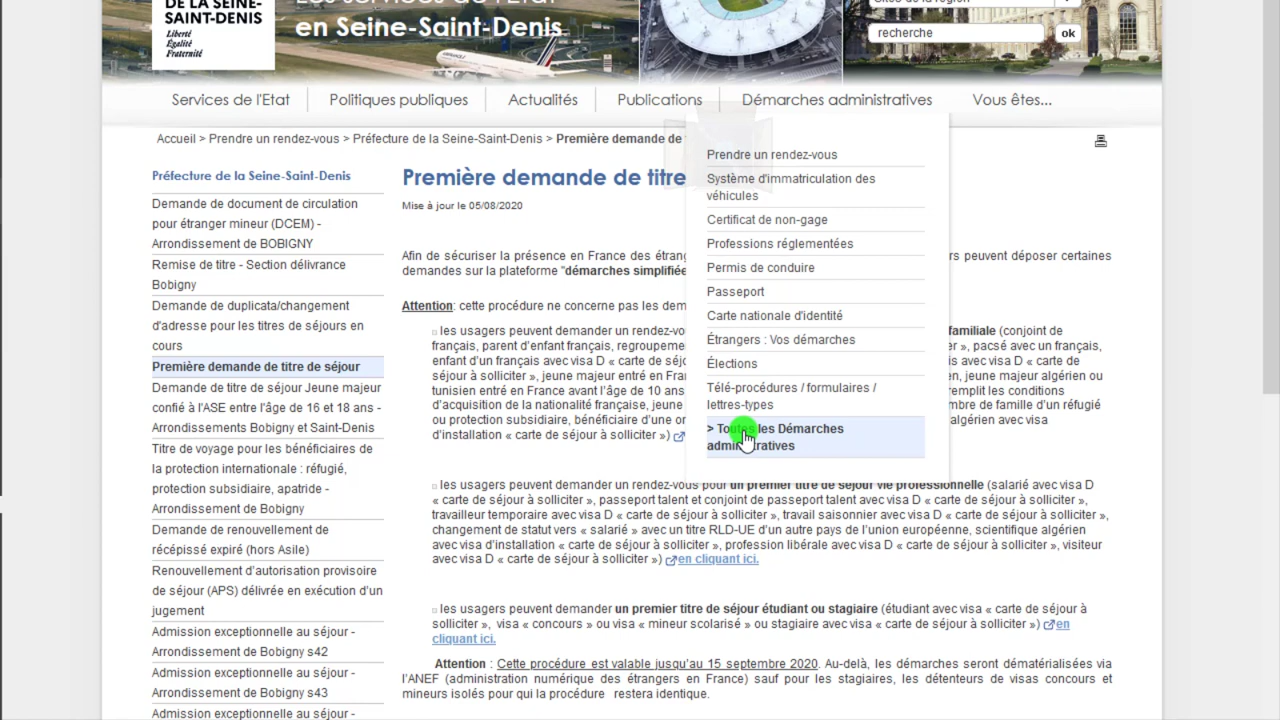 DE LA SEINE-
SAINT-DENIS
Liberté
Égalité
Fraternité
Les services de l'État
en Seine-Saint-Denis
Sites de la région
recherche
ok
Services de l'Etat
Politiques publiques
Actualités
Publications
Démarches administratives
Vous êtes...
Accueil > Prendre un rendez-vous > Préfecture de la Seine-Saint-Denis > Première demande de
Préfecture de la Seine-Saint-Denis
Demande de document de circulation
pour étranger mineur (DCEM) -
Arrondissement de BOBIGNY
Remise de titre - Section délivrance
Bobigny
Demande de duplicata/changement
d'adresse pour les titres de séjours en
cours
Première demande de titre de séjour
Demande de titre de séjour Jeune majeur
confié à l'ASE entre l'âge de 16 et 18 ans -
Arrondissements Bobigny et Saint-Denis
Titre de voyage pour les bénéficiaires de
la protection internationale : réfugié,
protection subsidiaire, apatride -
Arrondissement de Bobigny
Demande de renouvellement de
récépissé expiré (hors Asile)
Renouvellement d'autorisation provisoire
de séjour (APS) délivrée en exécution d'un
jugement
Admission exceptionnelle au séjour -
Arrondissement de Bobigny s42
Admission exceptionnelle au séjour -
Arrondissement de Bobigny s43
Admission exceptionnelle au séjour -
Première demande de titre
Mise à jour le 05/08/2020
Prendre un rendez-vous
Système d'immatriculation des
véhicules
Certificat de non-gage
Professions réglementées
Permis de conduire
Passeport
Carte nationale d'identité
Étrangers : Vos démarches
Élections
Télé-procédures / formulaires /
lettres-types
> Toutes les Démarches
administratives
Afin de sécuriser la présence en France des étrang rs peuvent déposer certaines
demandes sur la plateforme "démarches simplifiée
Attention: cette procédure ne concerne pas les dem
les usagers peuvent demander un rendez-vo familiale (conjoint de
français, parent d'enfant français, regroupeme er », pacsé avec un français,
enfant d'un français avec visa D « carte de séjo is avec visa D « carte de
séjour à solliciter », jeune majeur entré en Fran en, jeune majeur algérien ou
tunisien entré en France avant l'âge de 10 ans remplit les conditions
d'acquisition de la nationalité française, jeune mbre de famille d'un réfugié
ou protection subsidiaire, bénéficiaire d'une or algérien avec visa
d'installation « carte de séjour à solliciter »)
les usagers peuvent demander un rendez-vous pour un premier titre de séjour vie professionnelle (salarié avec visa D
« carte de séjour à solliciter », passeport talent et conjoint de passeport talent avec visa D « carte de séjour à solliciter »,
travailleur temporaire avec visa D « carte de séjour à solliciter », travail saisonnier avec visa D « carte de séjour à solliciter »,
changement de statut vers « salarié » avec un titre RLD-UE d'un autre pays de l'union européenne, scientifique algérien
avec visa d'installation « carte de séjour à solliciter », profession libérale avec visa D « carte de séjour à solliciter », visiteur
avec visa D « carte de séjour à solliciter ») en cliquant ici.
les usagers peuvent demander un premier titre de séjour étudiant ou stagiaire (étudiant avec visa « carte de séjour à
solliciter », visa « concours » ou visa « mineur scolarisé » ou stagiaire avec visa « carte de séjour à solliciter ») en
cliquant ici.
Attention : Cette procédure est valable jusqu'au 15 septembre 2020. Au-delà, les démarches seront dématérialisées via
l'ANEF (administration numérique des étrangers en France) sauf pour les stagiaires, les détenteurs de visas concours et
mineurs isolés pour qui la procédure restera identique.